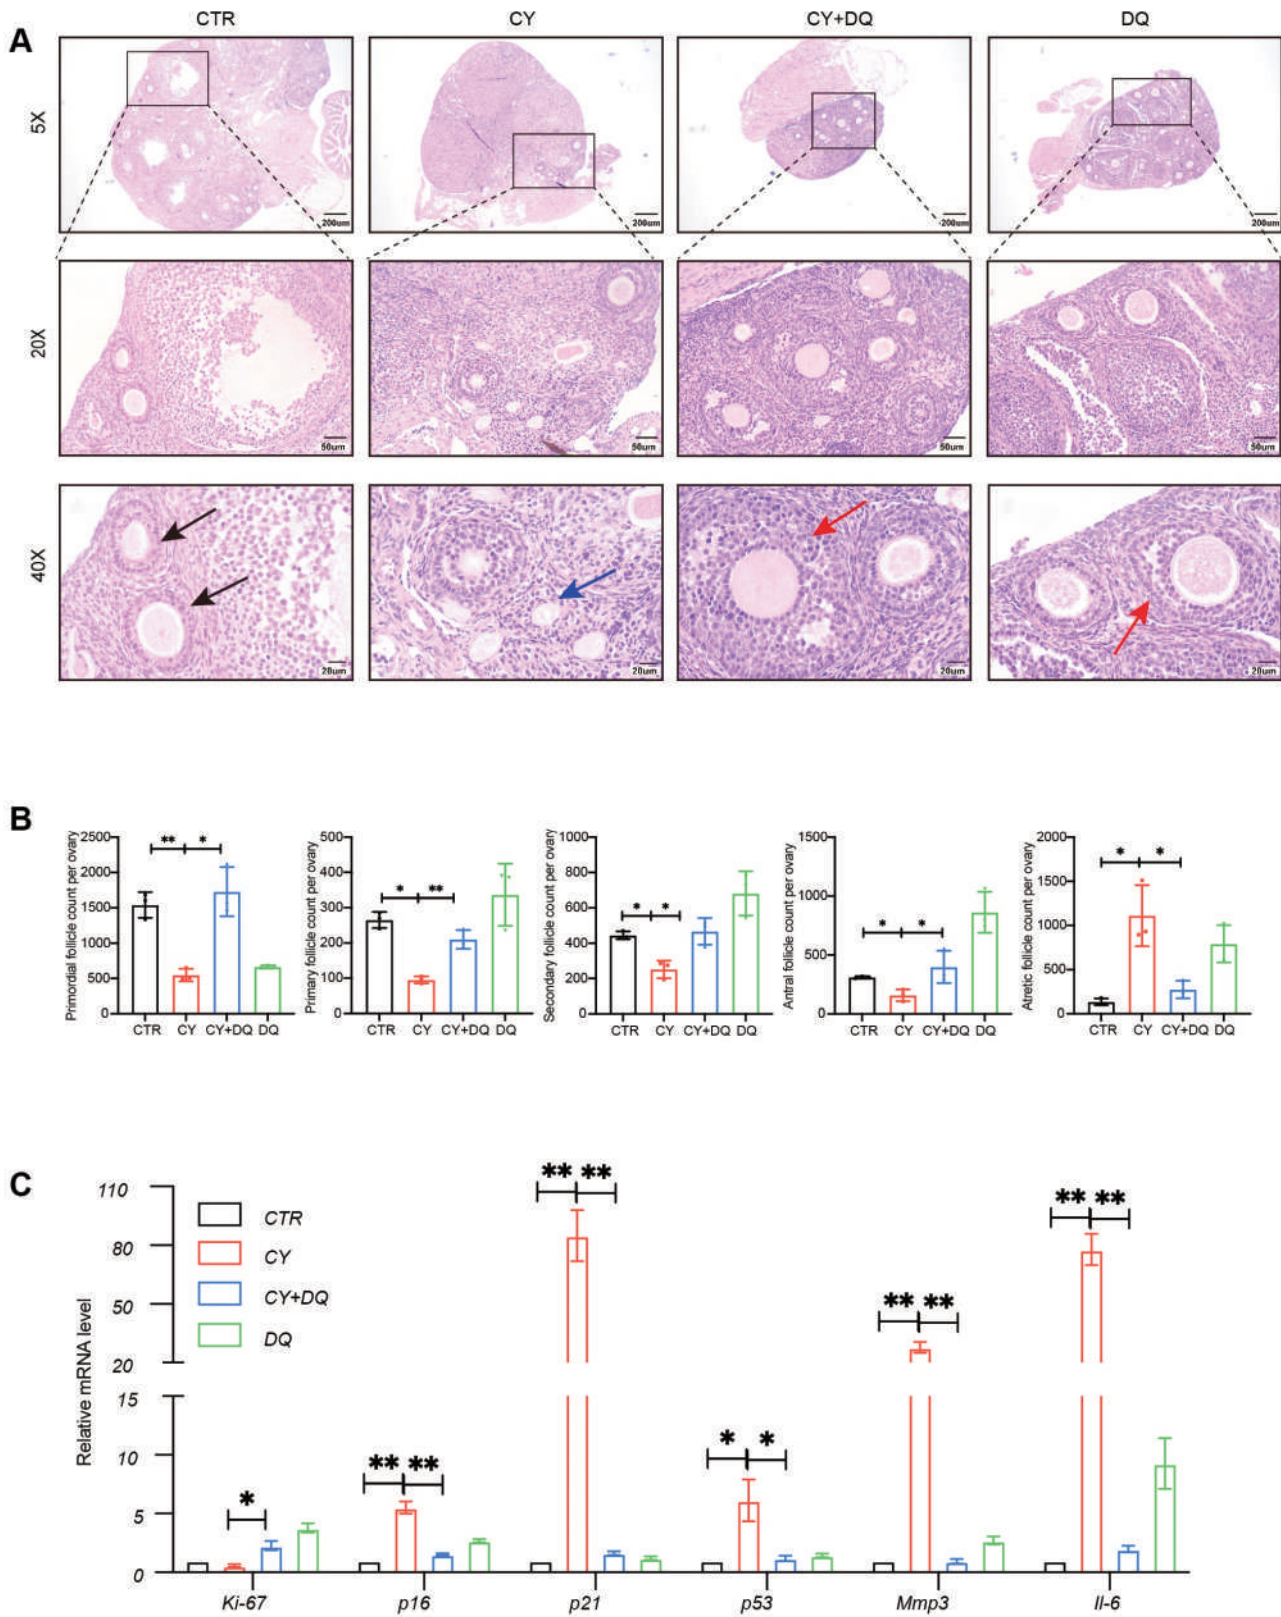 CTR CY CY+DQ DQ
A
5X
200um 200um 200um 200um
20X
50um 50um 50um 50um
40X
20um 20um 20um 20um
B
Primordial follicle count per ovary
2500
2000
1500
1000
500
0
** *
CTR CY CY+DQ DQ
Primary follicle count per ovary
500
400
300
200
100
0
* **
CTR CY CY+DQ DQ
Secondary follicle count per ovary
1000
800
600
400
200
0
* *
CTR CY CY+DQ DQ
Antral follicle count per ovary
1500
1000
500
0
* *
CTR CY CY+DQ DQ
Atretic follicle count per ovary
2000
1500
1000
500
0
* *
CTR CY CY+DQ DQ
C
Relative mRNA level
110
80
50
20
15
10
5
0
CTR
CY
CY+DQ
DQ
*
** **
** **
* *
** **
** **
Ki-67 p16 p21 p53 Mmp3 Il-6